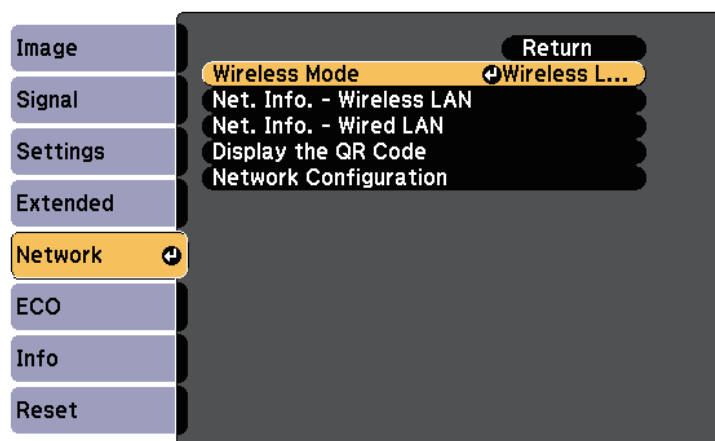 Image
Signal
Settings
Extended
Network
ECO
Info
Reset
Return
Wireless Mode Wireless L...
Net. Info. - Wireless LAN
Net. Info. - Wired LAN
Display the QR Code
Network Configuration